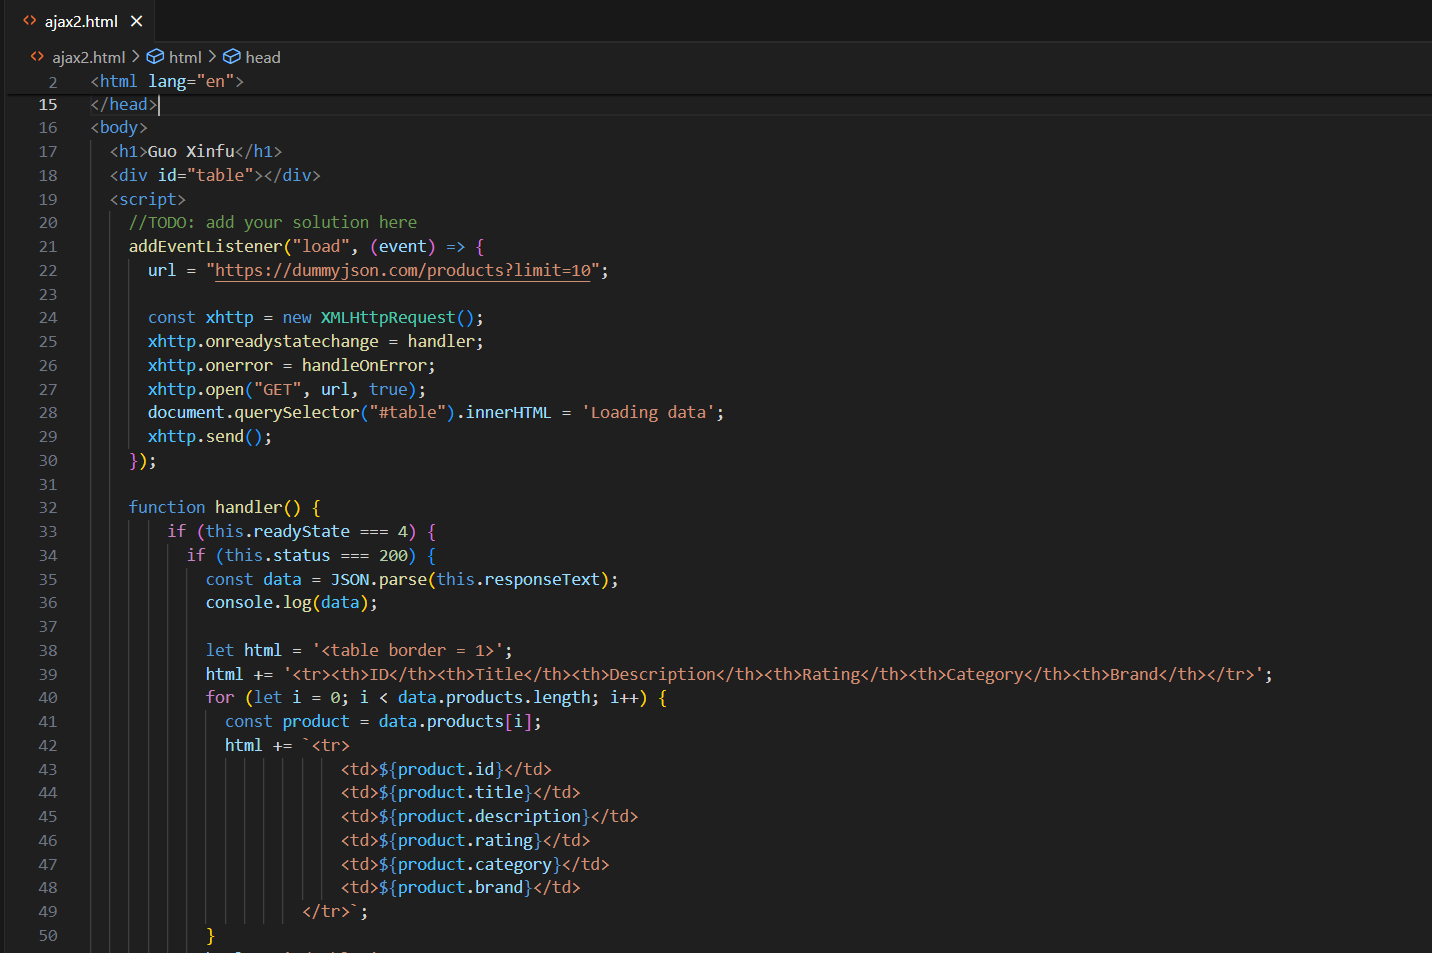 ajax2.html
ajax2.html > html > head
2 <html lang="en">
15 </head>
16 <body>
17 <h1>Guo Xinfu</h1>
18 <div id="table"></div>
19 <script>
20 //TODO: add your solution here
21 addEventListener("load", (event) => {
22 url = "https://dummyjson.com/products?limit=10";
23
24 const xhttp = new XMLHttpRequest();
25 xhttp.onreadystatechange = handler;
26 xhttp.onerror = handleOnError;
27 xhttp.open("GET", url, true);
28 document.querySelector("#table").innerHTML = 'Loading data';
29 xhttp.send();
30 });
31
32 function handler() {
33 if (this.readyState === 4) {
34 if (this.status === 200) {
35 const data = JSON.parse(this.responseText);
36 console.log(data);
37
38 let html = '<table border = 1>';
39 html += '<tr><th>ID</th><th>Title</th><th>Description</th><th>Rating</th><th>Category</th><th>Brand</th></tr>';
40 for (let i = 0; i < data.products.length; i++) {
41 const product = data.products[i];
42 html += `<tr>
43 <td>${product.id}</td>
44 <td>${product.title}</td>
45 <td>${product.description}</td>
46 <td>${product.rating}</td>
47 <td>${product.category}</td>
48 <td>${product.brand}</td>
49 </tr>`;
50 }